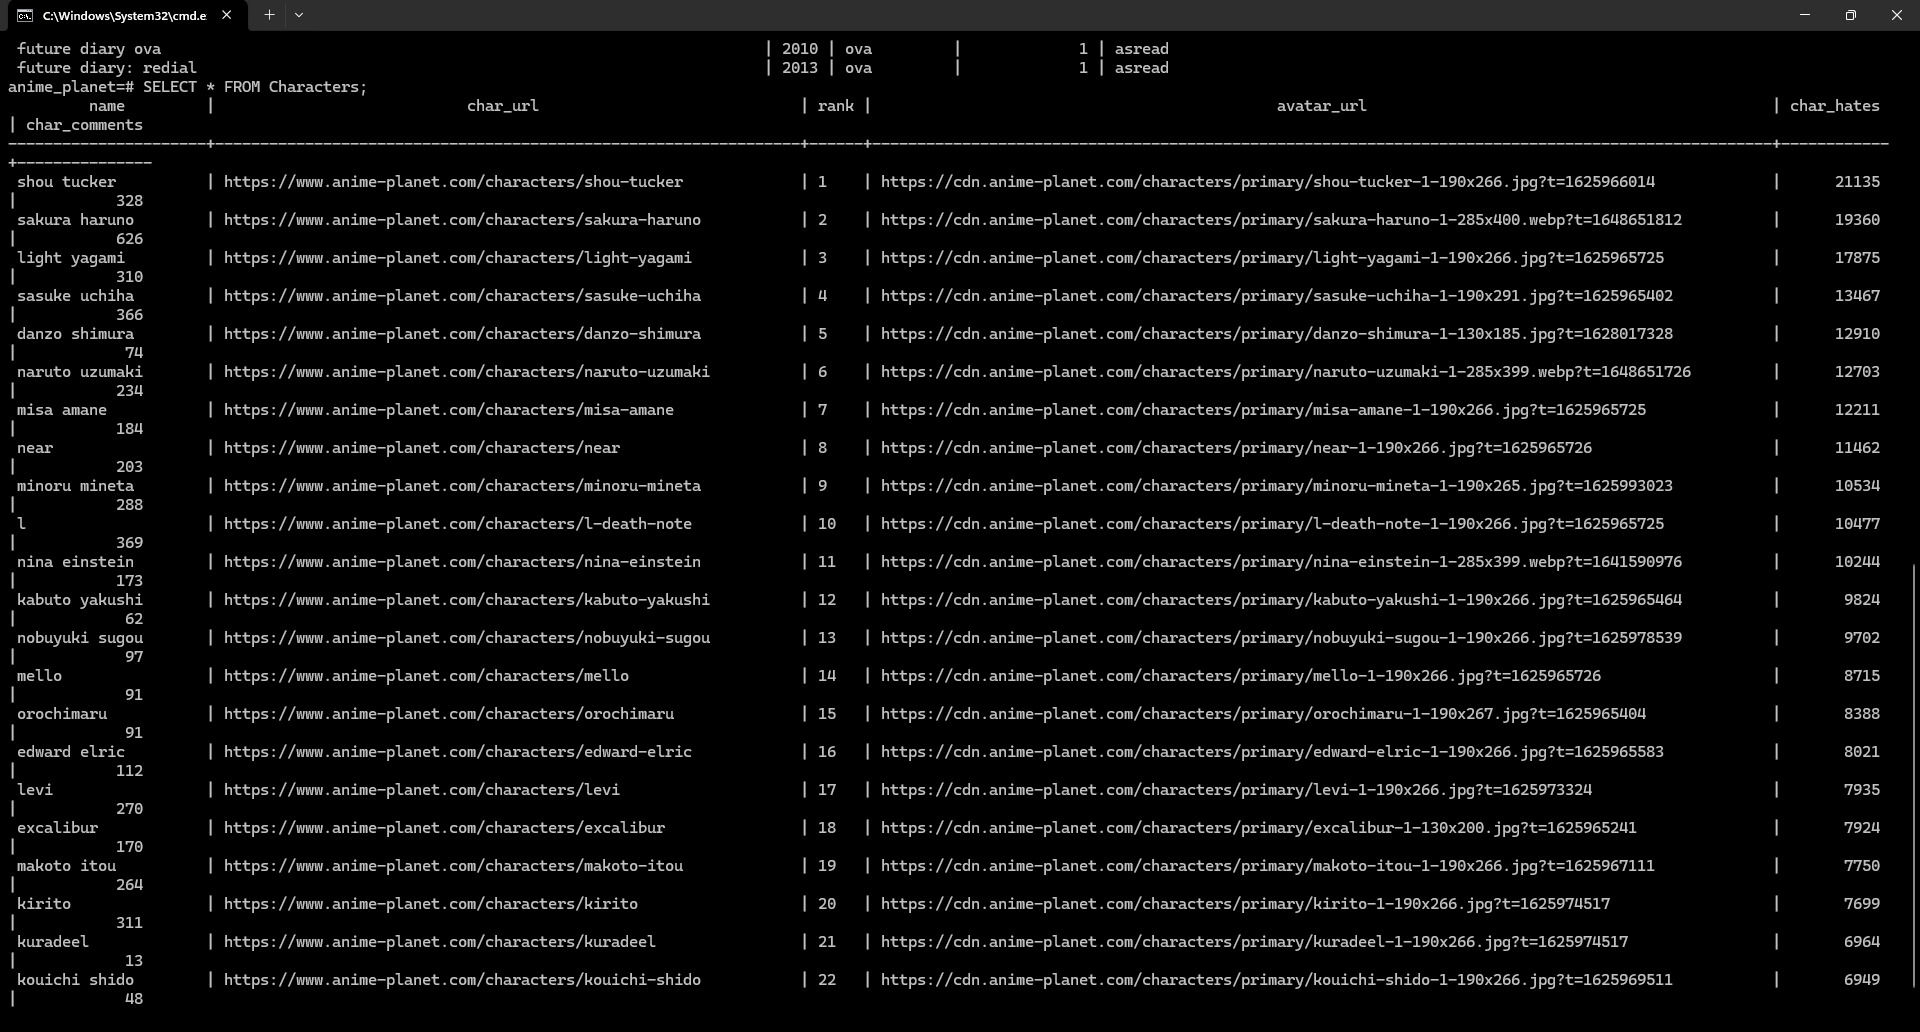 C:\Windows\System32\cmd.e
future diary ova | 2010 | ova | 1 | asread
future diary: redial | 2013 | ova | 1 | asread
anime_planet=# SELECT * FROM Characters;
name | char_url | rank | avatar_url | char_hates
| char_comments
----------------------+-----------------------------------------------------------------+------+----------------------------------------------------------------------------------------------------+------------
+---------------
shou tucker | https://www.anime-planet.com/characters/shou-tucker | 1 | https://cdn.anime-planet.com/characters/primary/shou-tucker-1-190x266.jpg?t=1625966014 | 21135
| 328
sakura haruno | https://www.anime-planet.com/characters/sakura-haruno | 2 | https://cdn.anime-planet.com/characters/primary/sakura-haruno-1-285x400.webp?t=1648651812 | 19360
| 626
light yagami | https://www.anime-planet.com/characters/light-yagami | 3 | https://cdn.anime-planet.com/characters/primary/light-yagami-1-190x266.jpg?t=1625965725 | 17875
| 310
sasuke uchiha | https://www.anime-planet.com/characters/sasuke-uchiha | 4 | https://cdn.anime-planet.com/characters/primary/sasuke-uchiha-1-190x291.jpg?t=1625965402 | 13467
| 366
danzo shimura | https://www.anime-planet.com/characters/danzo-shimura | 5 | https://cdn.anime-planet.com/characters/primary/danzo-shimura-1-130x185.jpg?t=1628017328 | 12910
| 74
naruto uzumaki | https://www.anime-planet.com/characters/naruto-uzumaki | 6 | https://cdn.anime-planet.com/characters/primary/naruto-uzumaki-1-285x399.webp?t=1648651726 | 12703
| 234
misa amane | https://www.anime-planet.com/characters/misa-amane | 7 | https://cdn.anime-planet.com/characters/primary/misa-amane-1-190x266.jpg?t=1625965725 | 12211
| 184
near | https://www.anime-planet.com/characters/near | 8 | https://cdn.anime-planet.com/characters/primary/near-1-190x266.jpg?t=1625965726 | 11462
| 203
minoru mineta | https://www.anime-planet.com/characters/minoru-mineta | 9 | https://cdn.anime-planet.com/characters/primary/minoru-mineta-1-190x265.jpg?t=1625993023 | 10534
| 288
l | https://www.anime-planet.com/characters/l-death-note | 10 | https://cdn.anime-planet.com/characters/primary/l-death-note-1-190x266.jpg?t=1625965725 | 10477
| 369
nina einstein | https://www.anime-planet.com/characters/nina-einstein | 11 | https://cdn.anime-planet.com/characters/primary/nina-einstein-1-285x399.webp?t=1641590976 | 10244
| 173
kabuto yakushi | https://www.anime-planet.com/characters/kabuto-yakushi | 12 | https://cdn.anime-planet.com/characters/primary/kabuto-yakushi-1-190x266.jpg?t=1625965464 | 9824
| 62
nobuyuki sugou | https://www.anime-planet.com/characters/nobuyuki-sugou | 13 | https://cdn.anime-planet.com/characters/primary/nobuyuki-sugou-1-190x266.jpg?t=1625978539 | 9702
| 97
mello | https://www.anime-planet.com/characters/mello | 14 | https://cdn.anime-planet.com/characters/primary/mello-1-190x266.jpg?t=1625965726 | 8715
| 91
orochimaru | https://www.anime-planet.com/characters/orochimaru | 15 | https://cdn.anime-planet.com/characters/primary/orochimaru-1-190x267.jpg?t=1625965404 | 8388
| 91
edward elric | https://www.anime-planet.com/characters/edward-elric | 16 | https://cdn.anime-planet.com/characters/primary/edward-elric-1-190x266.jpg?t=1625965583 | 8021
| 112
levi | https://www.anime-planet.com/characters/levi | 17 | https://cdn.anime-planet.com/characters/primary/levi-1-190x266.jpg?t=1625973324 | 7935
| 270
excalibur | https://www.anime-planet.com/characters/excalibur | 18 | https://cdn.anime-planet.com/characters/primary/excalibur-1-130x200.jpg?t=1625965241 | 7924
| 170
makoto itou | https://www.anime-planet.com/characters/makoto-itou | 19 | https://cdn.anime-planet.com/characters/primary/makoto-itou-1-190x266.jpg?t=1625967111 | 7750
| 264
kirito | https://www.anime-planet.com/characters/kirito | 20 | https://cdn.anime-planet.com/characters/primary/kirito-1-190x266.jpg?t=1625974517 | 7699
| 311
kuradeel | https://www.anime-planet.com/characters/kuradeel | 21 | https://cdn.anime-planet.com/characters/primary/kuradeel-1-190x266.jpg?t=1625974517 | 6964
| 13
kouichi shido | https://www.anime-planet.com/characters/kouichi-shido | 22 | https://cdn.anime-planet.com/characters/primary/kouichi-shido-1-190x266.jpg?t=1625969511 | 6949
| 48